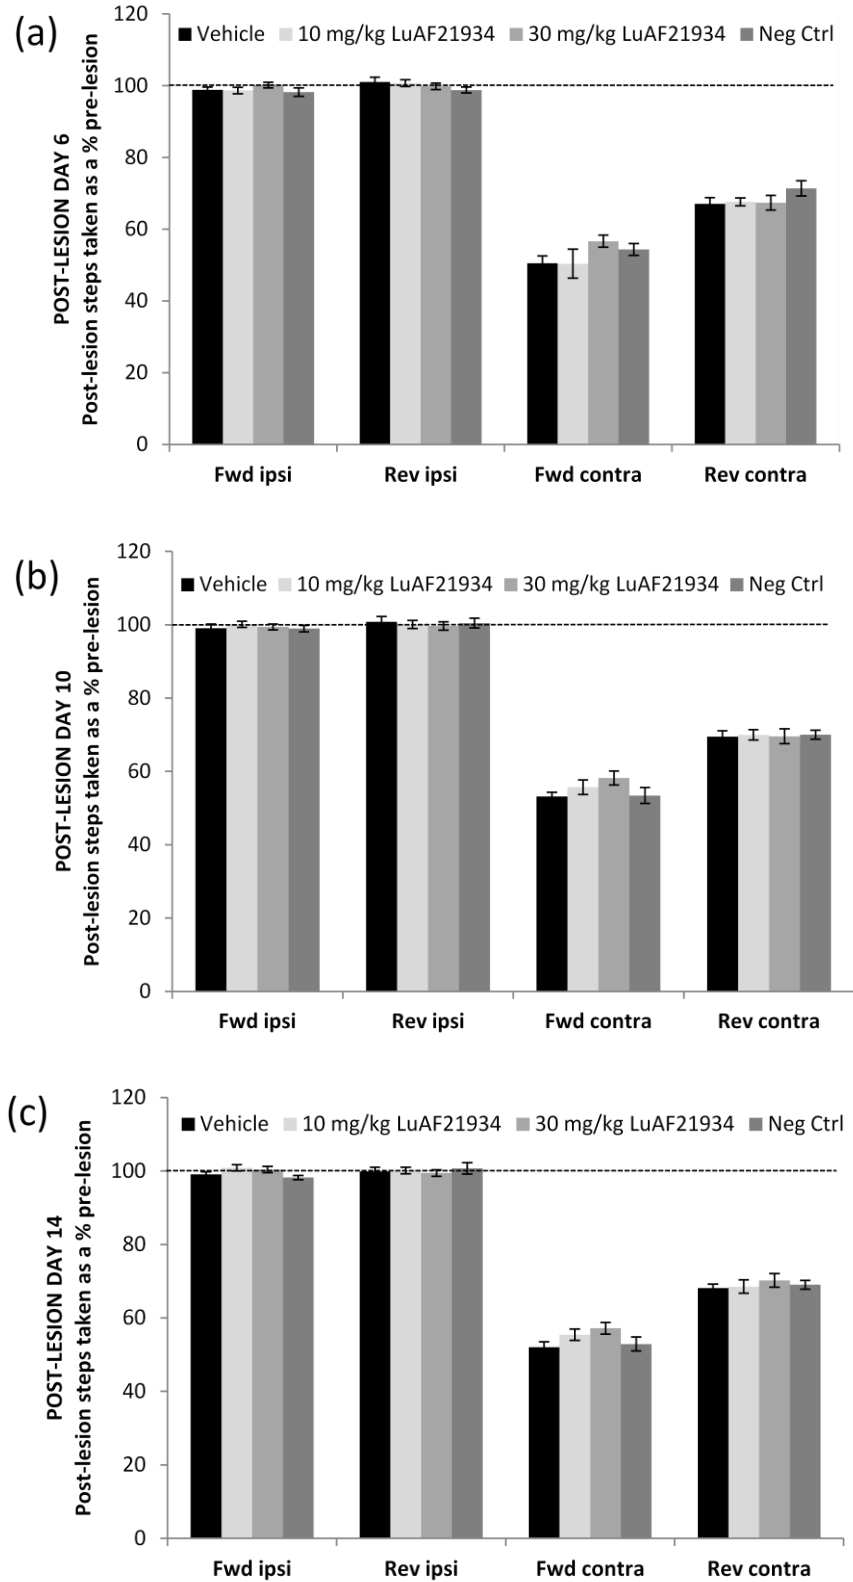 (a)
120
Vehicle 10 mg/kg LuAF21934 30 mg/kg LuAF21934 Neg Ctrl
100
80
60
40
20
0
POST-LESION DAY 6
Post-lesion steps taken as a % pre-lesion
Fwd ipsi Rev ipsi Fwd contra Rev contra
(b)
120
Vehicle 10 mg/kg LuAF21934 30 mg/kg LuAF21934 Neg Ctrl
100
80
60
40
20
0
POST-LESION DAY 10
Post-lesion steps taken as a % pre-lesion
Fwd ipsi Rev ipsi Fwd contra Rev contra
(c)
120
Vehicle 10 mg/kg LuAF21934 30 mg/kg LuAF21934 Neg Ctrl
100
80
60
40
20
0
POST-LESION DAY 14
Post-lesion steps taken as a % pre-lesion
Fwd ipsi Rev ipsi Fwd contra Rev contra